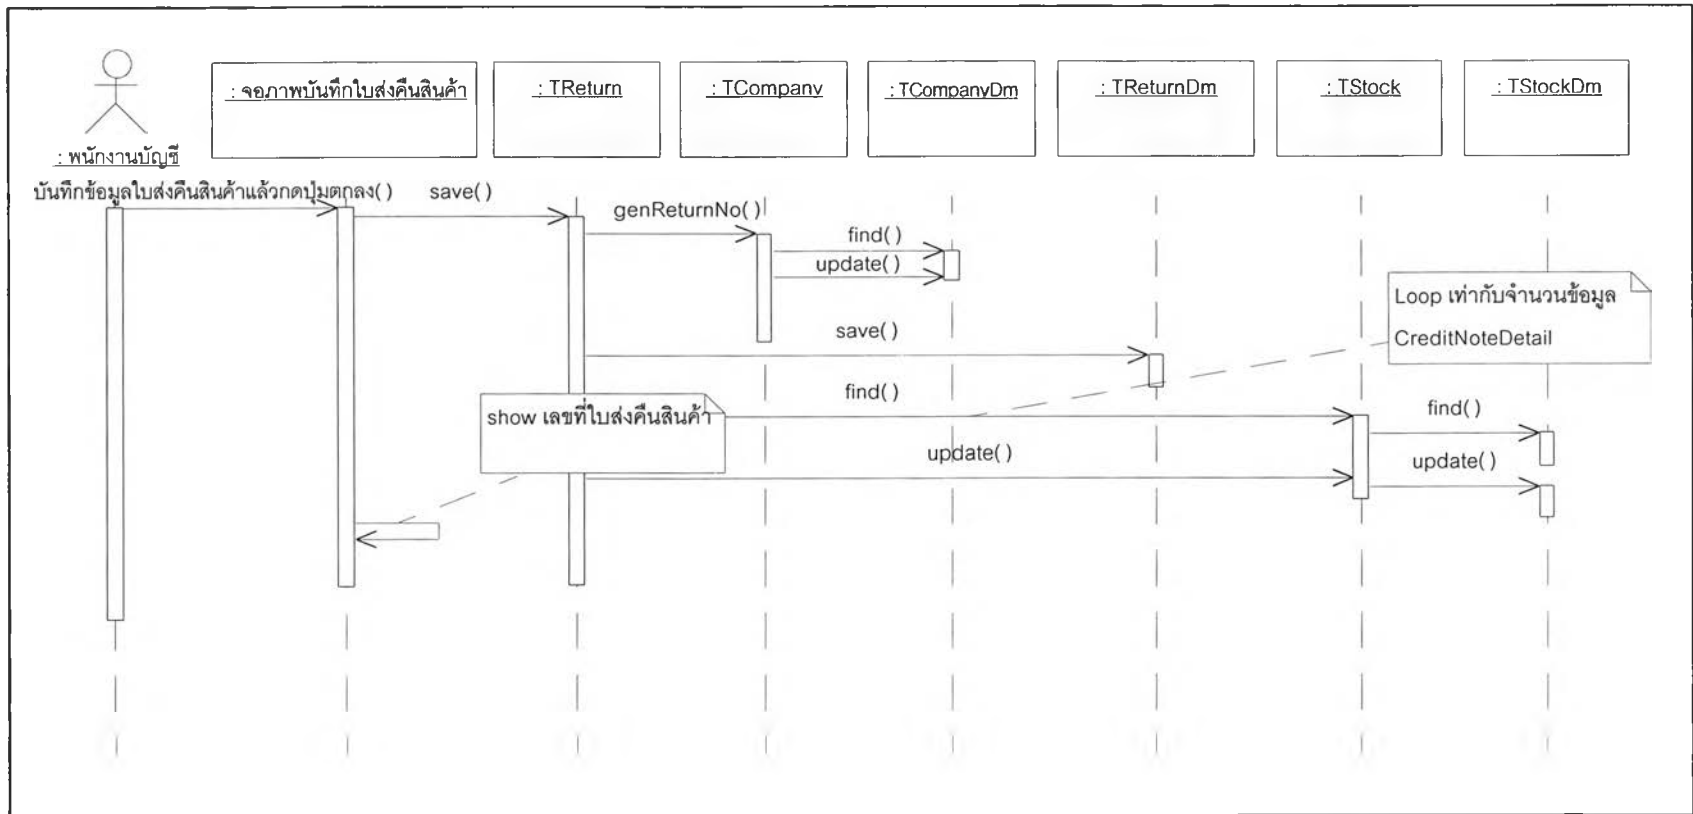 : พนักงานบัญชี
: จอภาพบันทึกใบส่งคืนสินค้า
: TReturn
: TCompany
: TCompanyDm
: TReturnDm
: TStock
: TStockDm
บันทึกข้อมูลใบส่งคืนสินค้าแล้วกดปุ่มตกลง( )
save( )
genReturnNo( )
find( )
update( )
Loop เท่ากับจำนวนข้อมูล
CreditNoteDetail
save( )
find( )
show เลขที่ใบส่งคืนสินค้า
find( )
update( )
update( )